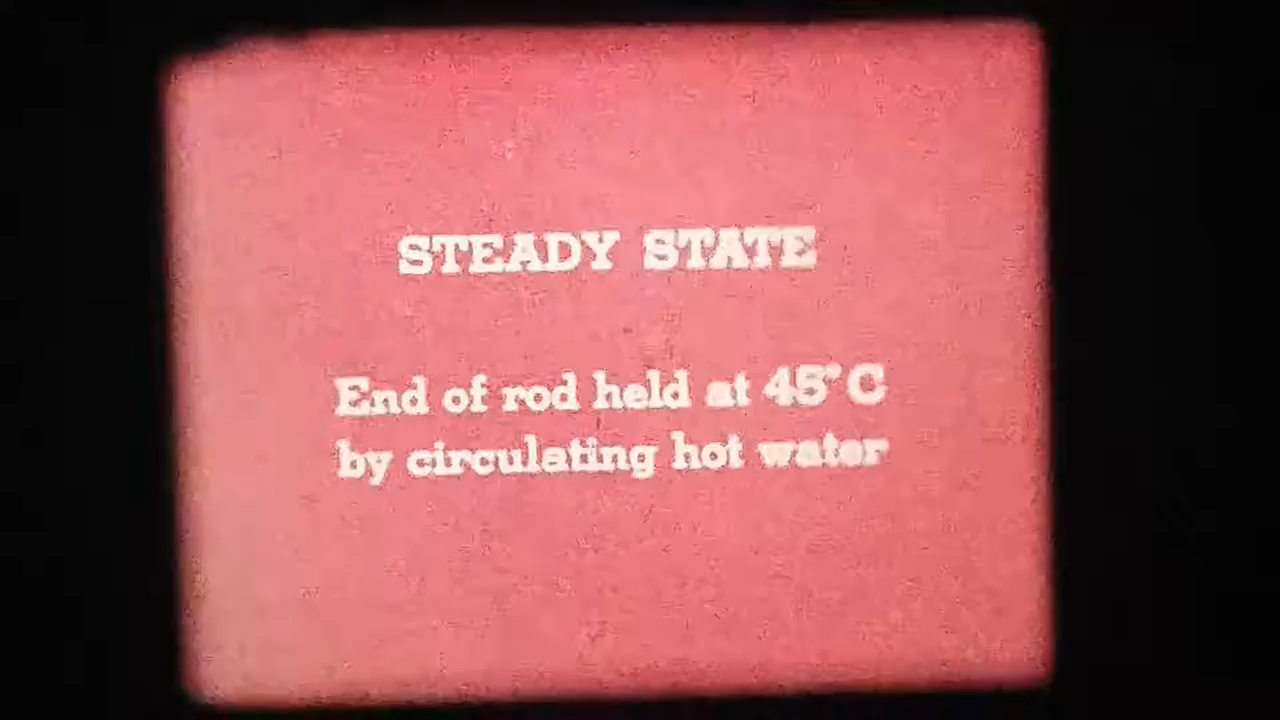 STEADY STATE
End of rod held at 45°C
by circulating hot water